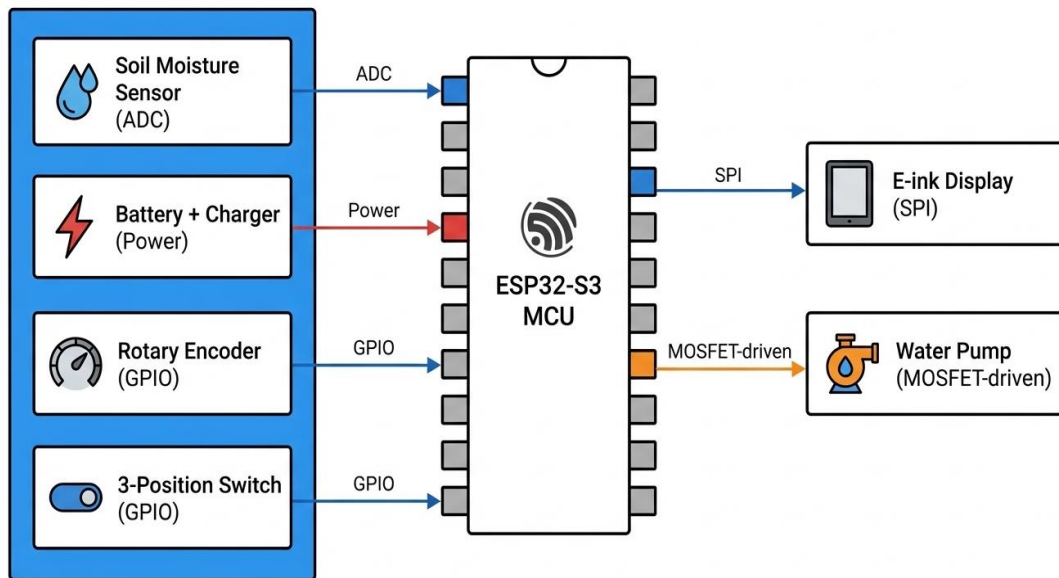 Soil Moisture
Sensor
(ADC)
ADC
Battery + Charger
(Power)
Power
Rotary Encoder
(GPIO)
GPIO
3-Position Switch
(GPIO)
GPIO
ESP32-S3
MCU
SPI
E-ink Display
(SPI)
MOSFET-driven
Water Pump
(MOSFET-driven)